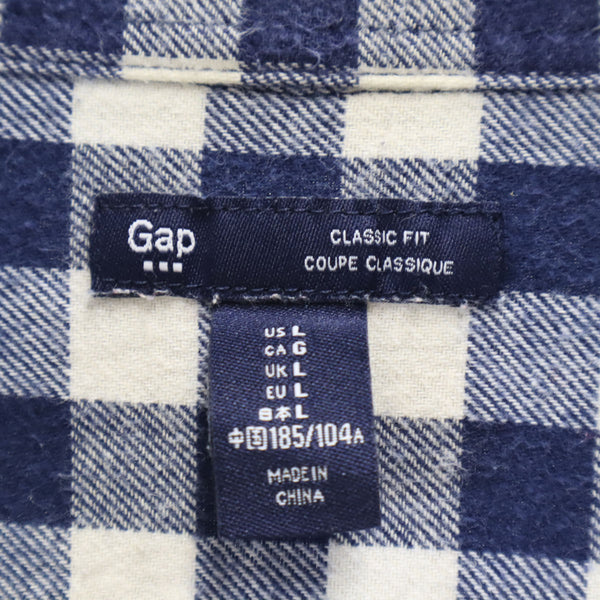 Gap
CLASSIC FIT
COUPE CLASSIQUE
US L
CA G
UK L
EU L
日本 L
中国185/104A
MADE IN
CHINA